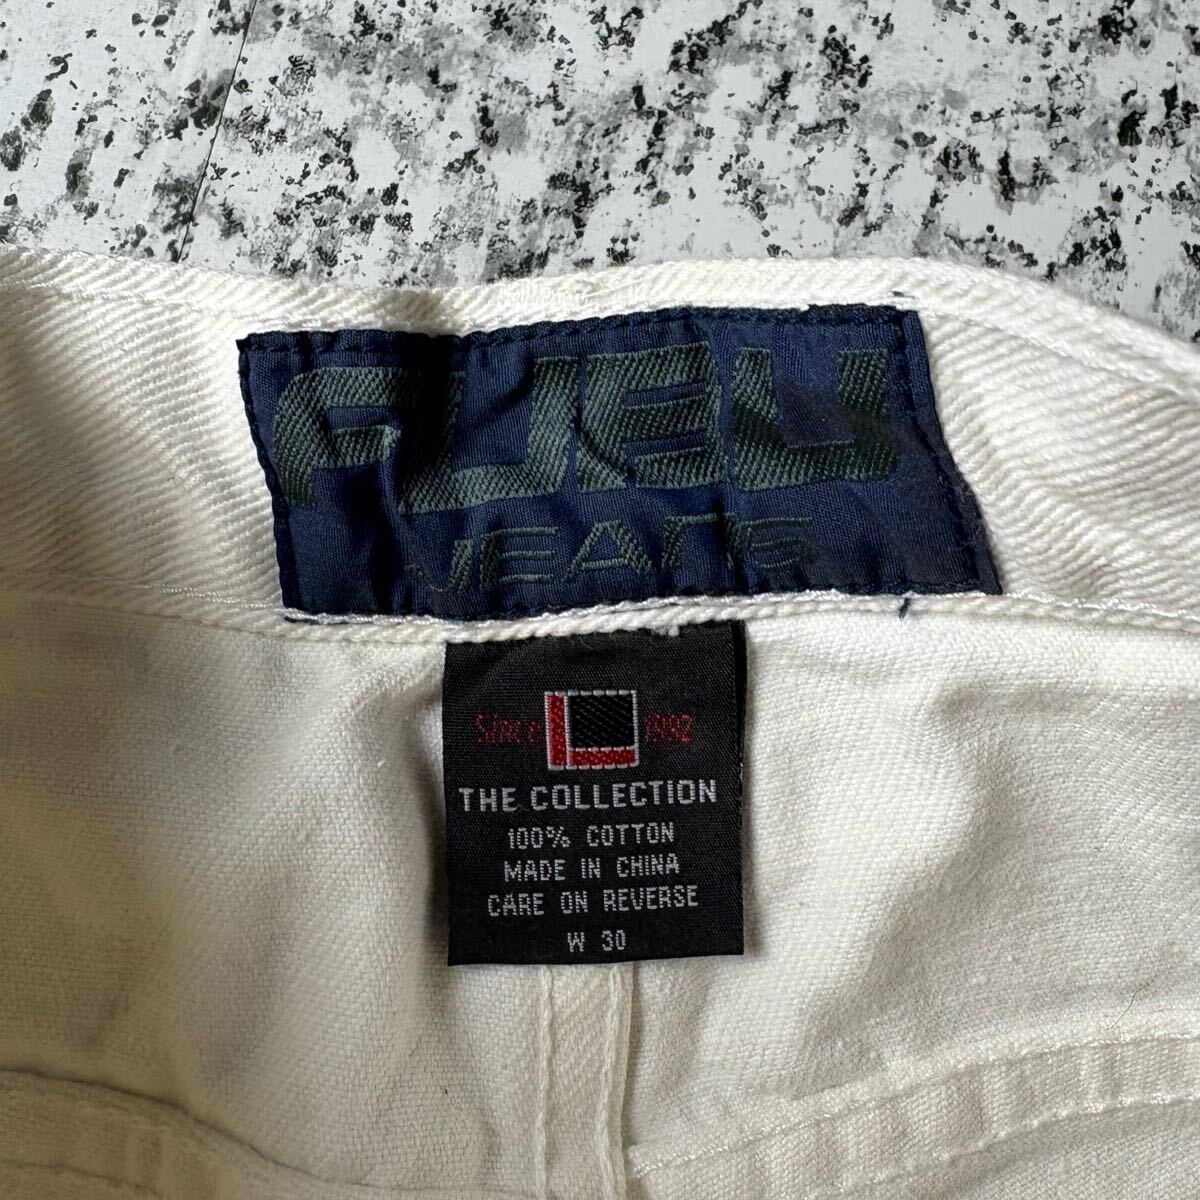 FUBU
JEANS
Since 1992
THE COLLECTION
100% COTTON
MADE IN CHINA
CARE ON REVERSE
W 30